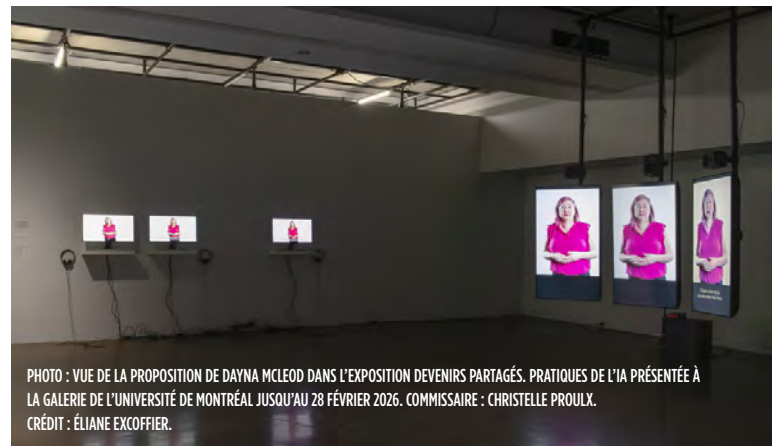 PHOTO : VUE DE LA PROPOSITION DE DAYNA MCLEOD DANS L'EXPOSITION DEVENIRS PARTAGÉS. PRATIQUES DE L'IA PRÉSENTÉE À
LA GALERIE DE L'UNIVERSITÉ DE MONTRÉAL JUSQU'AU 28 FÉVRIER 2026. COMMISSAIRE : CHRISTELLE PROULX.
CRÉDIT : ÉLIANE EXCOFFIER.